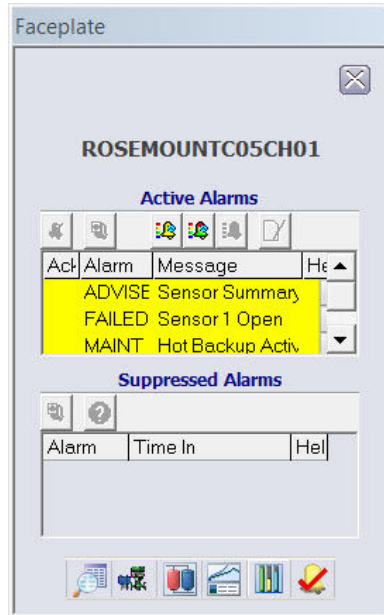 Faceplate
ROSEMOUNTC05CH01
Active Alarms
Ack Alarm Message He
ADVISE Sensor Summary
FAILED Sensor 1 Open
MAINT Hot Backup Activ
Suppressed Alarms
Alarm Time In Hel